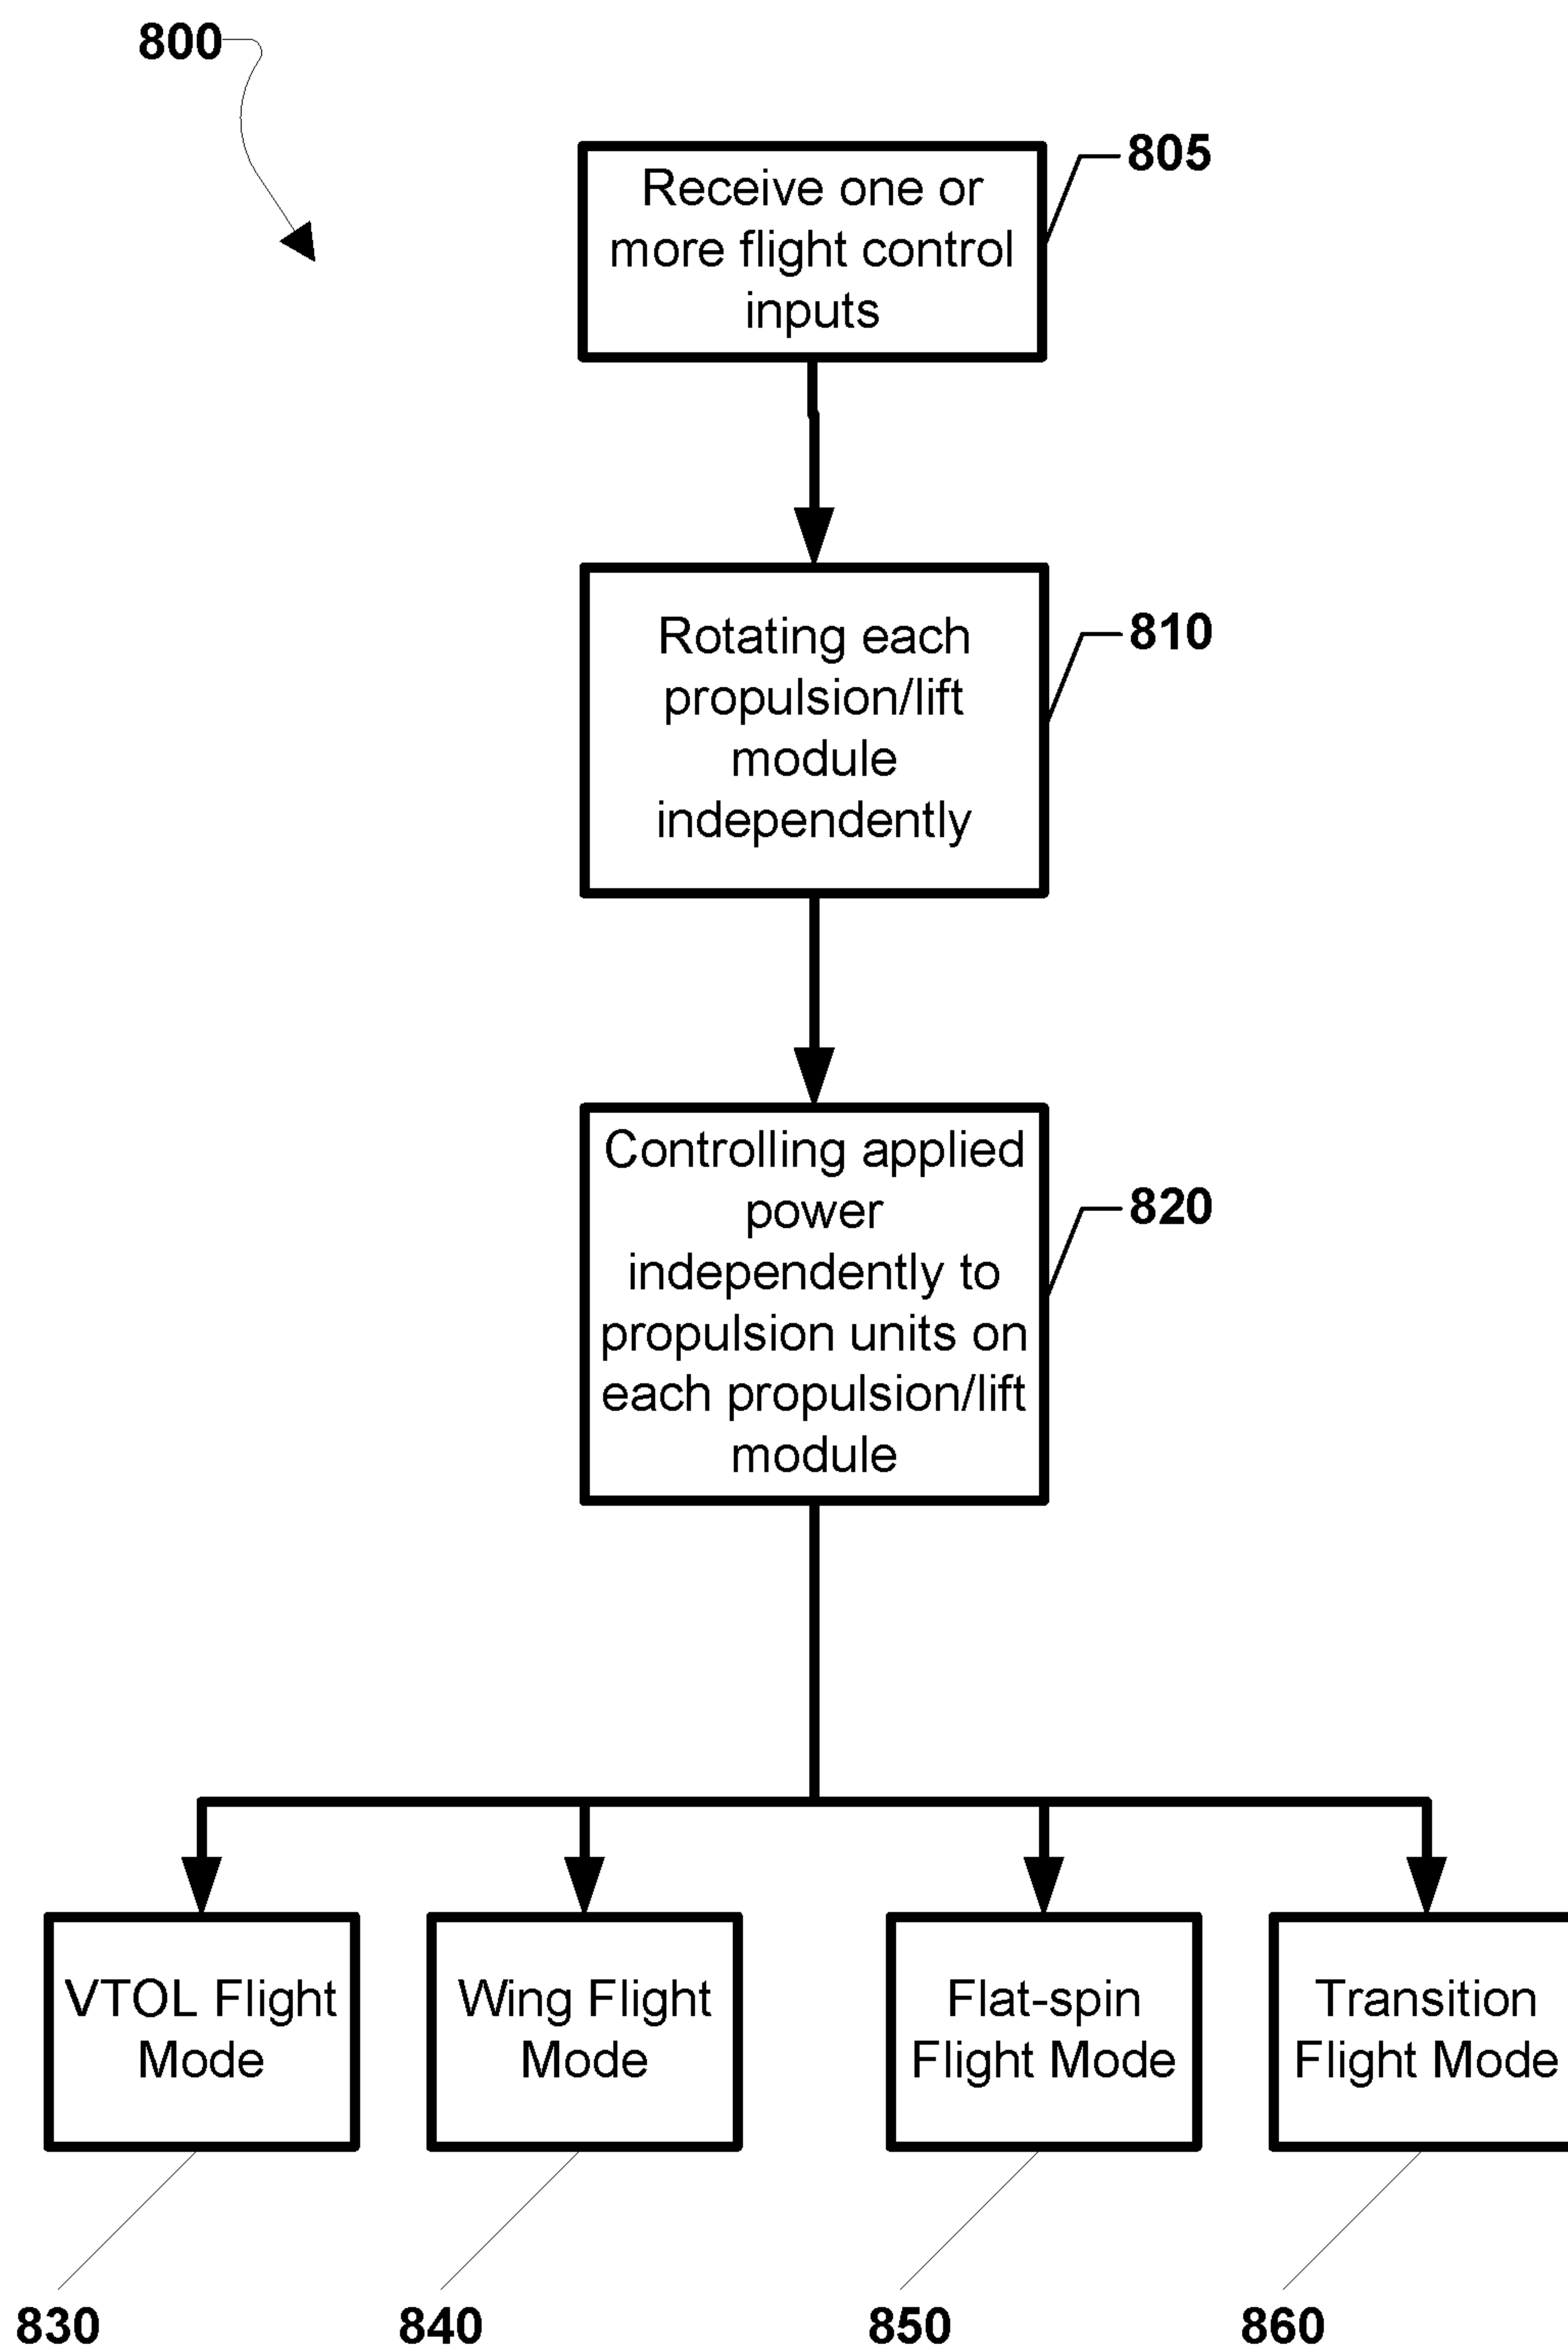 800
805
Receive one or
more flight control
inputs
810
Rotating each
propulsion/lift
module
independently
820
Controlling applied
power
independently to
propulsion units on
each propulsion/lift
module
VTOL Flight
Mode
Wing Flight
Mode
Flat-spin
Flight Mode
Transition
Flight Mode
830
840
850
860